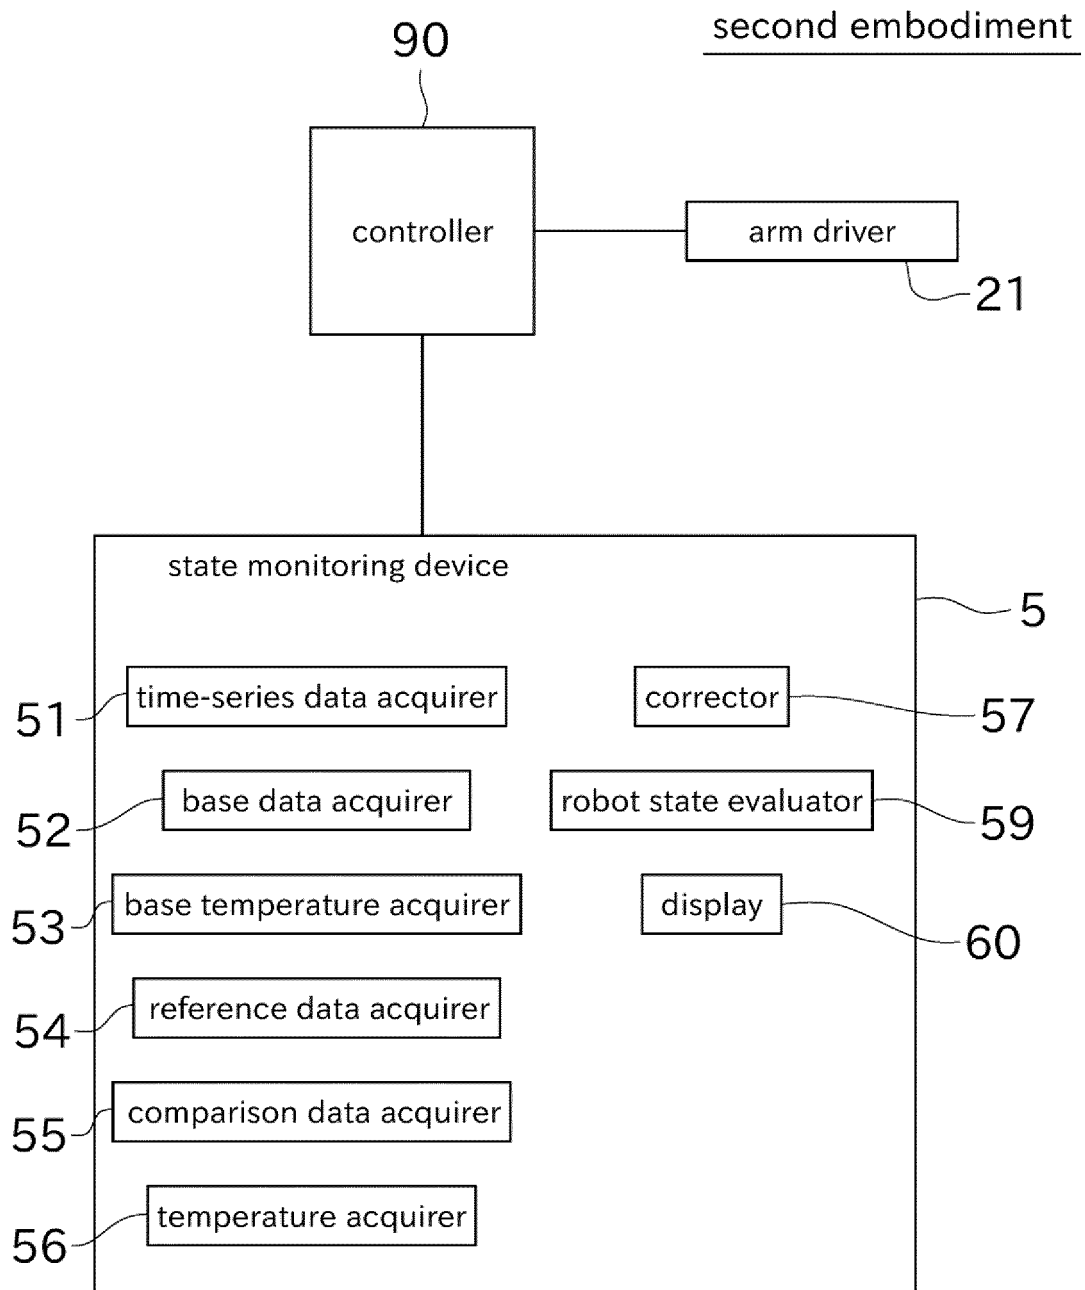 second embodiment
90
controller
arm driver
21
state monitoring device
5
time-series data acquirer
51
corrector
57
base data acquirer
52
robot state evaluator
59
base temperature acquirer
53
display
60
reference data acquirer
54
comparison data acquirer
55
temperature acquirer
56